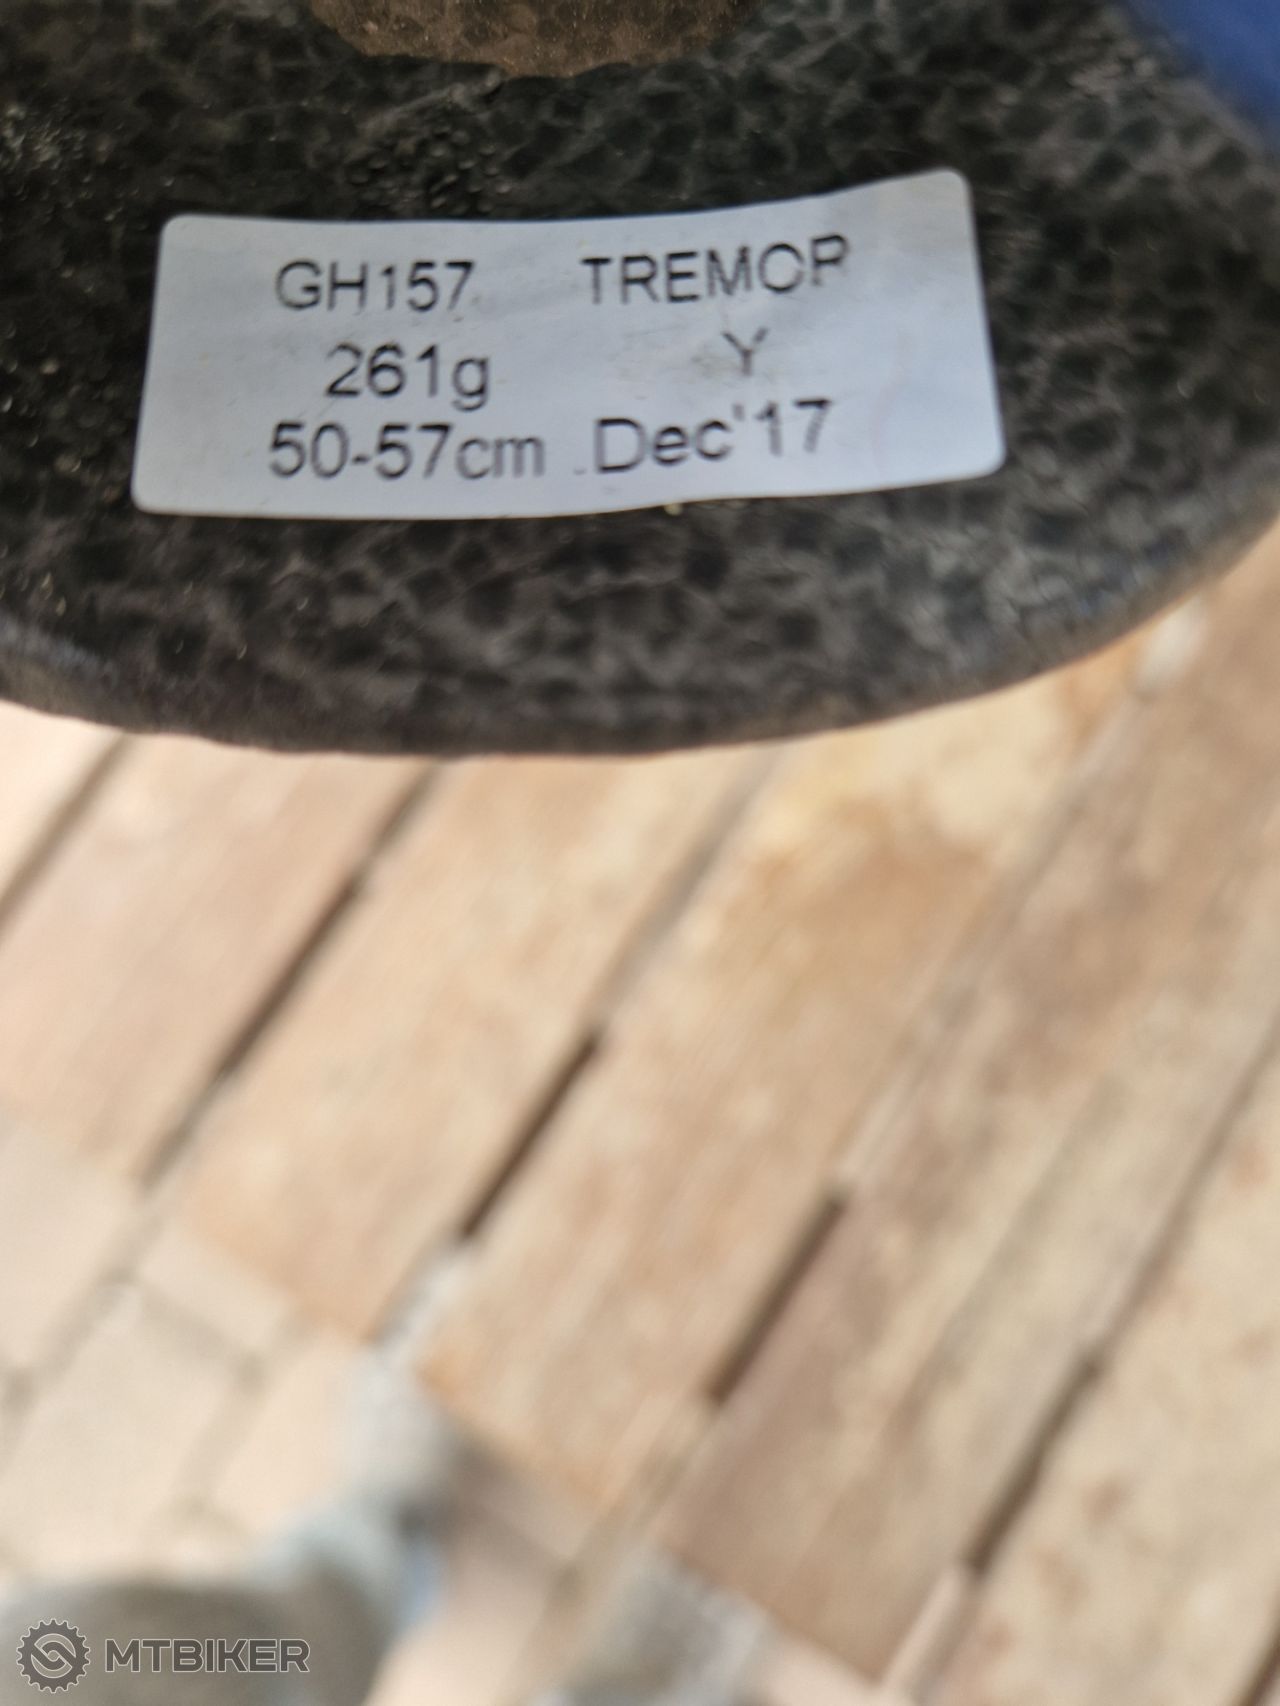 GH157 TREMOR
261g Y
50-57cm Dec'17
MTBIKER